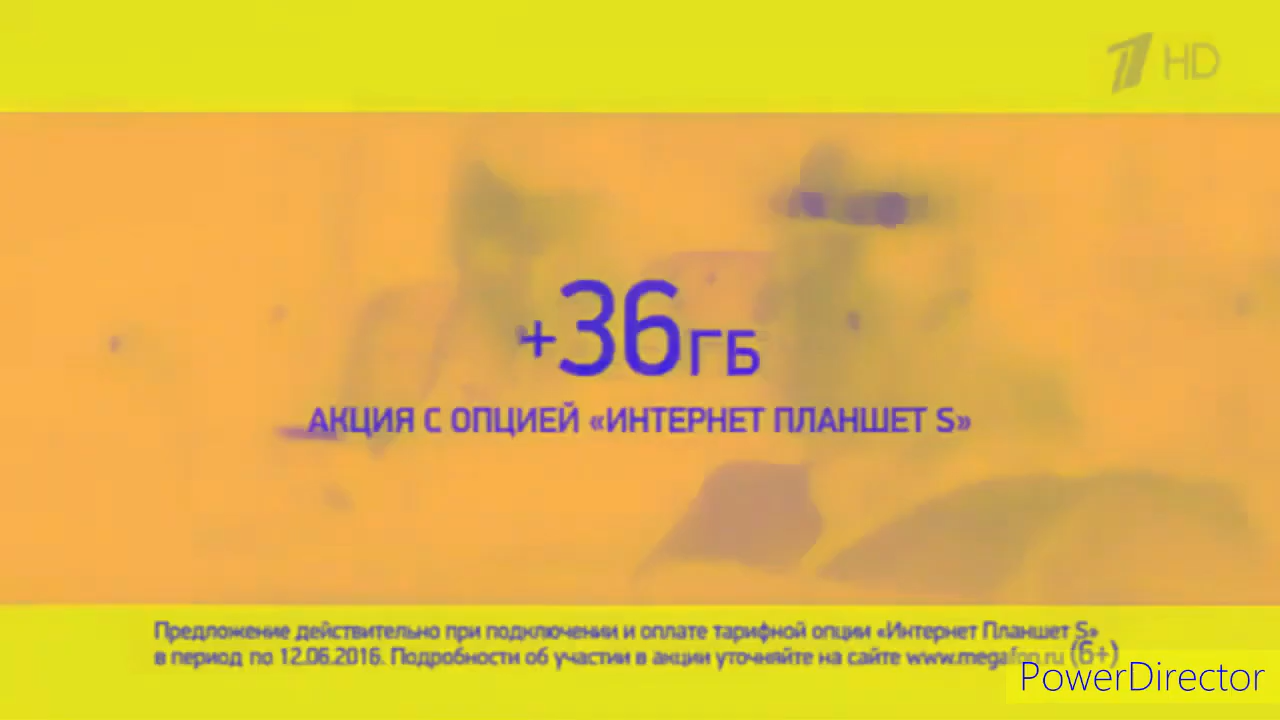 1 HD
+36ГБ
АКЦИЯ С ОПЦИЕЙ «ИНТЕРНЕТ ПЛАНШЕТ S»
Предложение действительно при подключении и оплате тарифной опции «Интернет Планшет S»
в период по 12.06.2016. Подробности об участии в акции уточняйте на сайте www.megafon.ru (6+)
PowerDirector